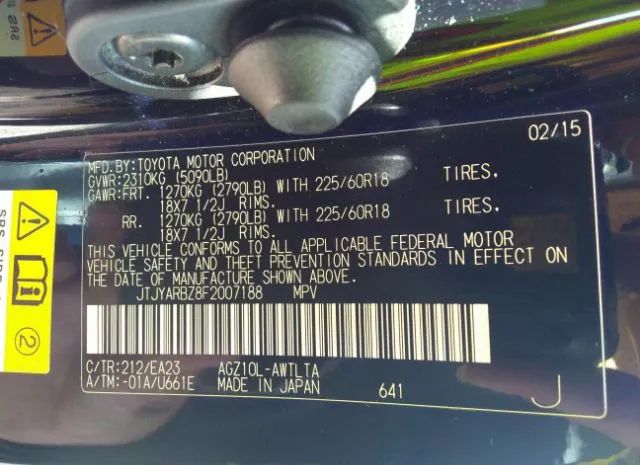 02/15
MFD.BY:TOYOTA MOTOR CORPORATION
GVWR:2310KG (5090LB)
GAWR:FRT. 1270KG (2790LB) WITH 225/60R18 TIRES.
18X7 1/2J RIMS.
RR. 1270KG (2790LB) WITH 225/60R18 TIRES.
18X7 1/2J RIMS.
THIS VEHICLE CONFORMS TO ALL APPLICABLE FEDERAL MOTOR
VEHICLE SAFETY AND THEFT PREVENTION STANDARDS IN EFFECT ON
THE DATE OF MANUFACTURE SHOWN ABOVE.
JTJYARBZ8F2007188 MPV
C/TR:212/EA23 AGZ10L-AWTLTA
A/TM:-01A/U661E MADE IN JAPAN 641 J
SRS
2